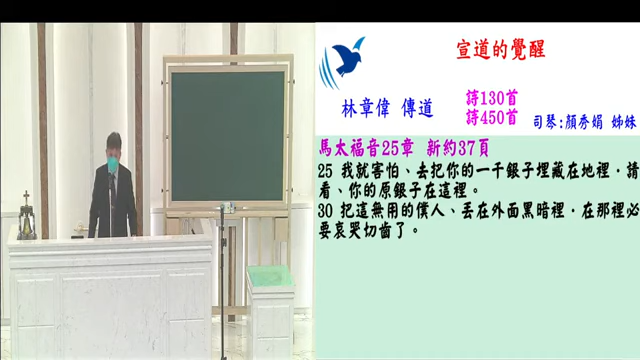 宣道的覺醒
林章偉 傳道
詩130首
詩450首
司琴:顏秀娟 姊妹
馬太福音25章 新約37頁
25 我就害怕、去把你的一千銀子埋藏在地裡.請
看、你的原銀子在這裡。
30 把這無用的僕人、丟在外面黑暗裡.在那裡必
要哀哭切齒了。